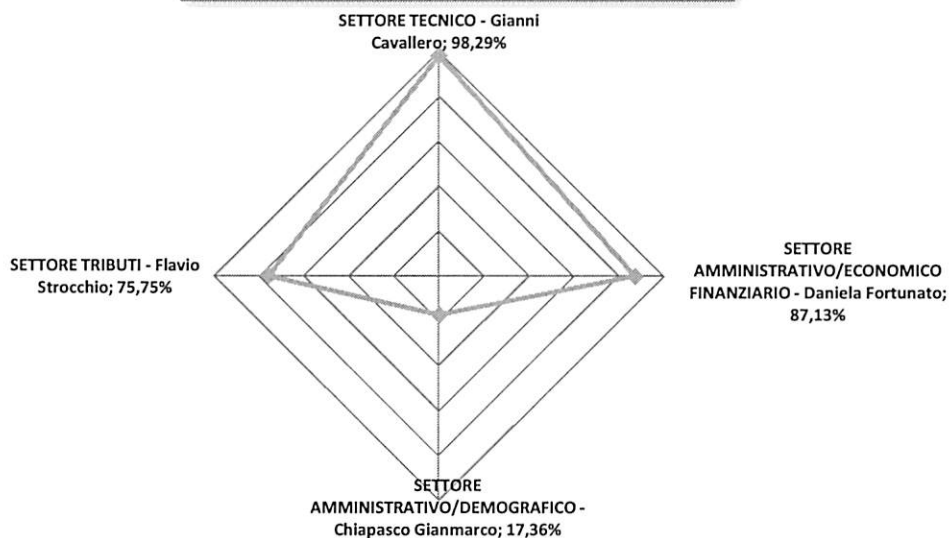 SETTORE TECNICO - Gianni
Cavallero; 98,29%
SETTORE TRIBUTI - Flavio
Strocchio; 75,75%
SETTORE
AMMINISTRATIVO/ECONOMICO
FINANZIARIO - Daniela Fortunato;
87,13%
SETTORE
AMMINISTRATIVO/DEMOGRAFICO -
Chiapasco Gianmarco; 17,36%